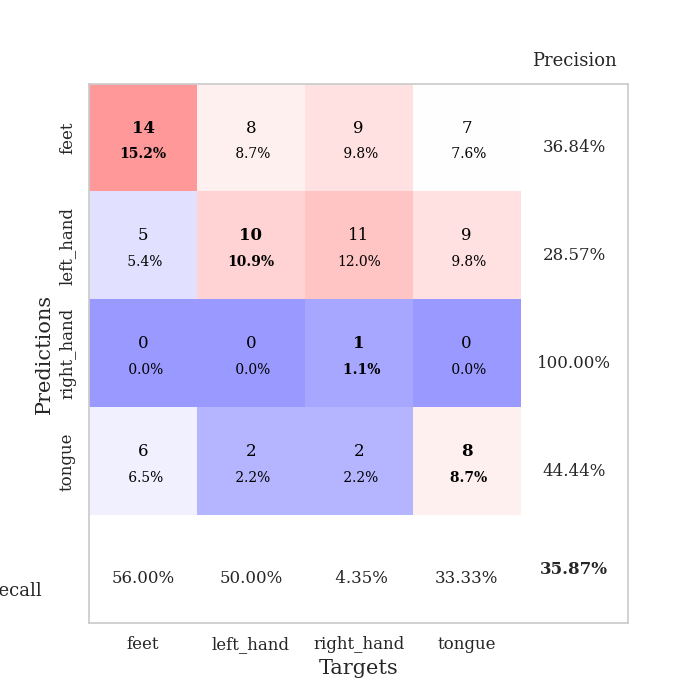 Precision
feet
14 8 9 7
15.2% 8.7% 9.8% 7.6% 36.84%
left_hand
5 10 11 9
5.4% 10.9% 12.0% 9.8% 28.57%
Predictions
right_hand
0 0 1 0
0.0% 0.0% 1.1% 0.0% 100.00%
tongue
6 2 2 8
6.5% 2.2% 2.2% 8.7% 44.44%
ecall 56.00% 50.00% 4.35% 33.33% 35.87%
feet left_hand right_hand tongue
Targets